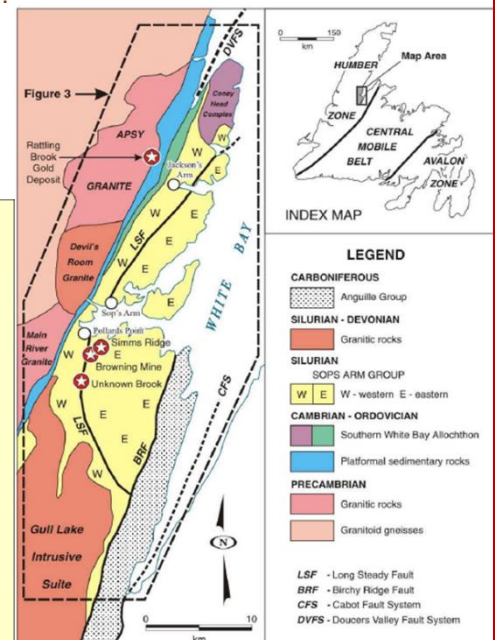 DVFS
Figure 3
Coney
Head
Complex
Rattling
Brook
Gold
Deposit
APSY
GRANITE
Jackson's
Arm
W
E
W
E
LSF
Devil's
Room
Granite
W
E
E
WHITE BAY
Sop's Arm
Main
River
Granite
Pollards Point
Simms Ridge
W
E
Browning Mine
Unknown Brook
CFS
W
E
E
E
LSF
BRF
W
Gull Lake
Intrusive
Suite
N
0 10
km
0 150
km
HUMBER
Map Area
ZONE
CENTRAL
MOBILE
BELT
AVALON
ZONE
INDEX MAP
LEGEND
CARBONIFEROUS
Anguille Group
SILURIAN - DEVONIAN
Granitic rocks
SILURIAN
SOPS ARM GROUP
W E W - western E - eastern
CAMBRIAN - ORDOVICIAN
Southern White Bay Allochthon
Platformal sedimentary rocks
PRECAMBRIAN
Granitic rocks
Granitoid gneisses
LSF - Long Steady Fault
BRF - Birchy Ridge Fault
CFS - Cabot Fault System
DVFS - Doucers Valley Fault System